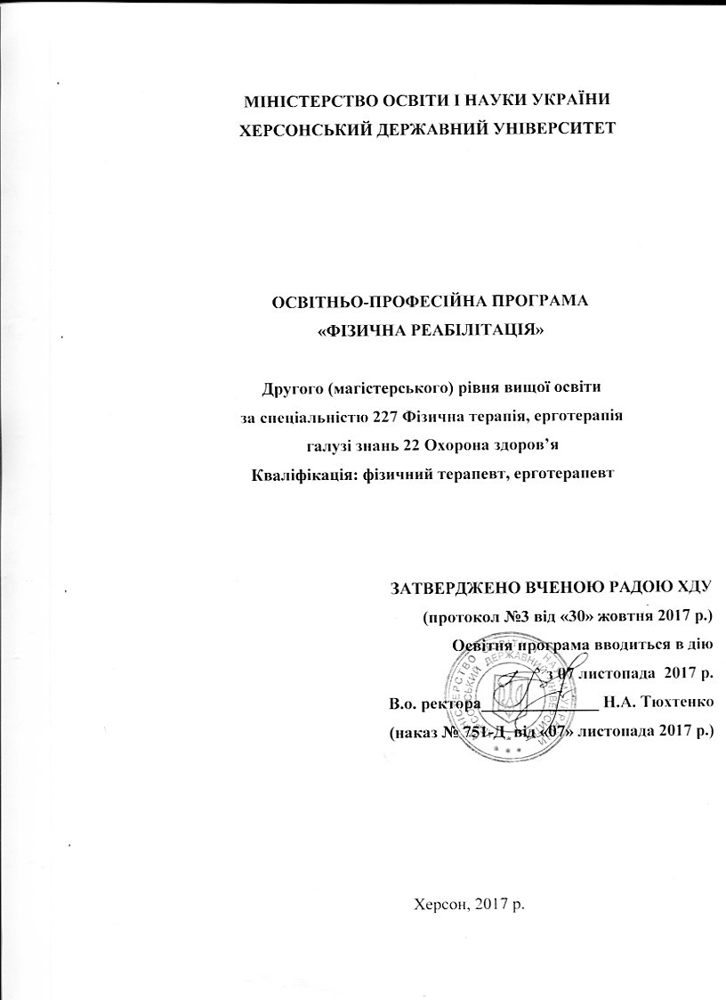 МІНІСТЕРСТВО ОСВІТИ І НАУКИ УКРАЇНИ
ХЕРСОНСЬКИЙ ДЕРЖАВНИЙ УНІВЕРСИТЕТ
ОСВІТНЬО-ПРОФЕСІЙНА ПРОГРАМА
«ФІЗИЧНА РЕАБІЛІТАЦІЯ»
Другого (магістерського) рівня вищої освіти
за спеціальністю 227 Фізична терапія, ерготерапія
галузі знань 22 Охорона здоров’я
Кваліфікація: фізичний терапевт, ерготерапевт
ЗАТВЕРДЖЕНО ВЧЕНОЮ РАДОЮ ХДУ
(протокол №3 від «30» жовтня 2017 р.)
Освітня програма вводиться в дію
з 07 листопада 2017 р.
В.о. ректора ______________ Н.А. Тюхтенко
(наказ № 751-Д від «07» листопада 2017 р.)
Херсон, 2017 р.